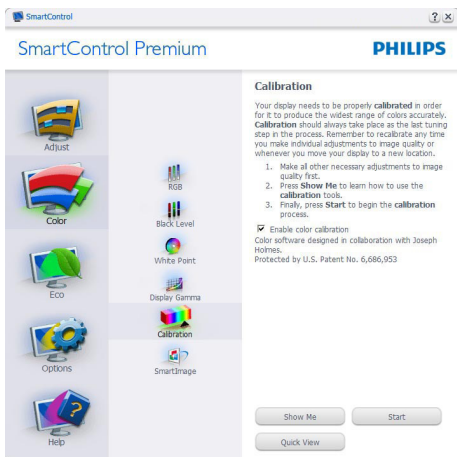 SmartControl
SmartControl Premium
PHILIPS
Adjust
Color
Eco
Options
Help
RGB
Black Level
White Point
Display Gamma
Calibration
SmartImage
Calibration
Your display needs to be properly calibrated in order
for it to produce the widest range of colors accurately.
Calibration should always take place as the last tuning
step in the process. Remember to recalibrate any time
you make individual adjustments to image quality or
whenever you move your display to a new location.
1. Make all other necessary adjustments to image
quality first.
2. Press Show Me to learn how to use the
calibration tools.
3. Finally, press Start to begin the calibration
process.
Enable color calibration
Color software designed in collaboration with Joseph
Holmes.
Protected by U.S. Patent No. 6,686,953
Show Me
Start
Quick View